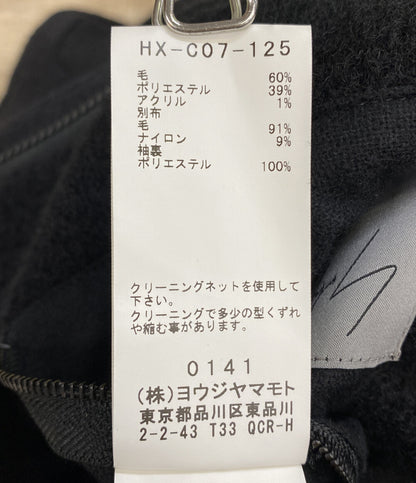 HX-C07-125
毛 60%
ポリエステル 39%
アクリル 1%
別布
毛 91%
ナイロン 9%
袖裏
ポリエステル 100%
クリーニングネットを使用して
下さい。
クリーニングで多少の型くずれ
や縮む事があります。
0141
(株)ヨウジヤマモト
東京都品川区東品川
2-2-43 T33 QCR-H